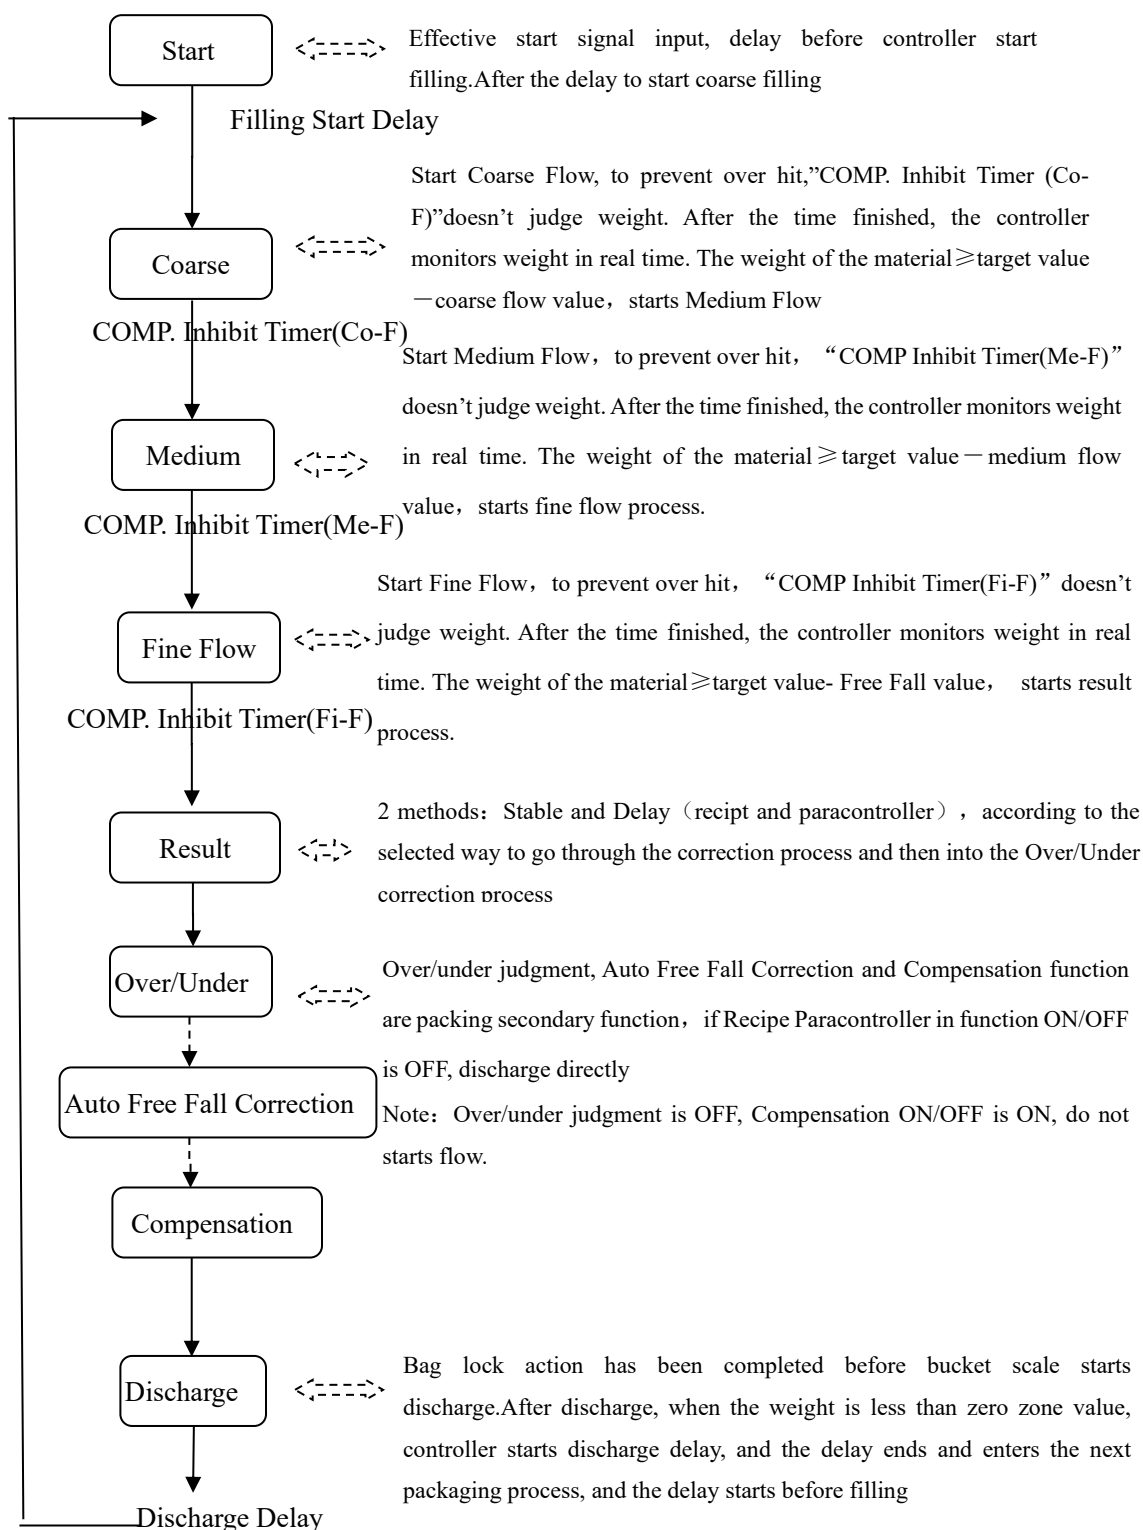 Start
Effective start signal input, delay before controller start
filling.After the delay to start coarse filling
Filling Start Delay
Start Coarse Flow, to prevent over hit,”COMP. Inhibit Timer (Co-
F)”doesn’t judge weight. After the time finished, the controller
monitors weight in real time. The weight of the material≥target value
－coarse flow value，starts Medium Flow
Coarse
COMP. Inhibit Timer(Co-F)
Start Medium Flow，to prevent over hit，“COMP Inhibit Timer(Me-F)”
doesn’t judge weight. After the time finished, the controller monitors weight
in real time. The weight of the material≥target value－medium flow
value，starts fine flow process.
Medium
COMP. Inhibit Timer(Me-F)
Start Fine Flow，to prevent over hit，“COMP Inhibit Timer(Fi-F)”doesn’t
judge weight. After the time finished, the controller monitors weight in real
time. The weight of the material≥target value- Free Fall value， starts result
process.
Fine Flow
COMP. Inhibit Timer(Fi-F)
2 methods：Stable and Delay（recipt and paracontroller），according to the
selected way to go through the correction process and then into the Over/Under
correction process
Result
Over/Under
Over/under judgment, Auto Free Fall Correction and Compensation function
are packing secondary function，if Recipe Paracontroller in function ON/OFF
is OFF, discharge directly
Note：Over/under judgment is OFF, Compensation ON/OFF is ON, do not
starts flow.
Auto Free Fall Correction
Compensation
Discharge
Bag lock action has been completed before bucket scale starts
discharge.After discharge, when the weight is less than zero zone value,
controller starts discharge delay, and the delay ends and enters the next
packaging process, and the delay starts before filling
Discharge Delay